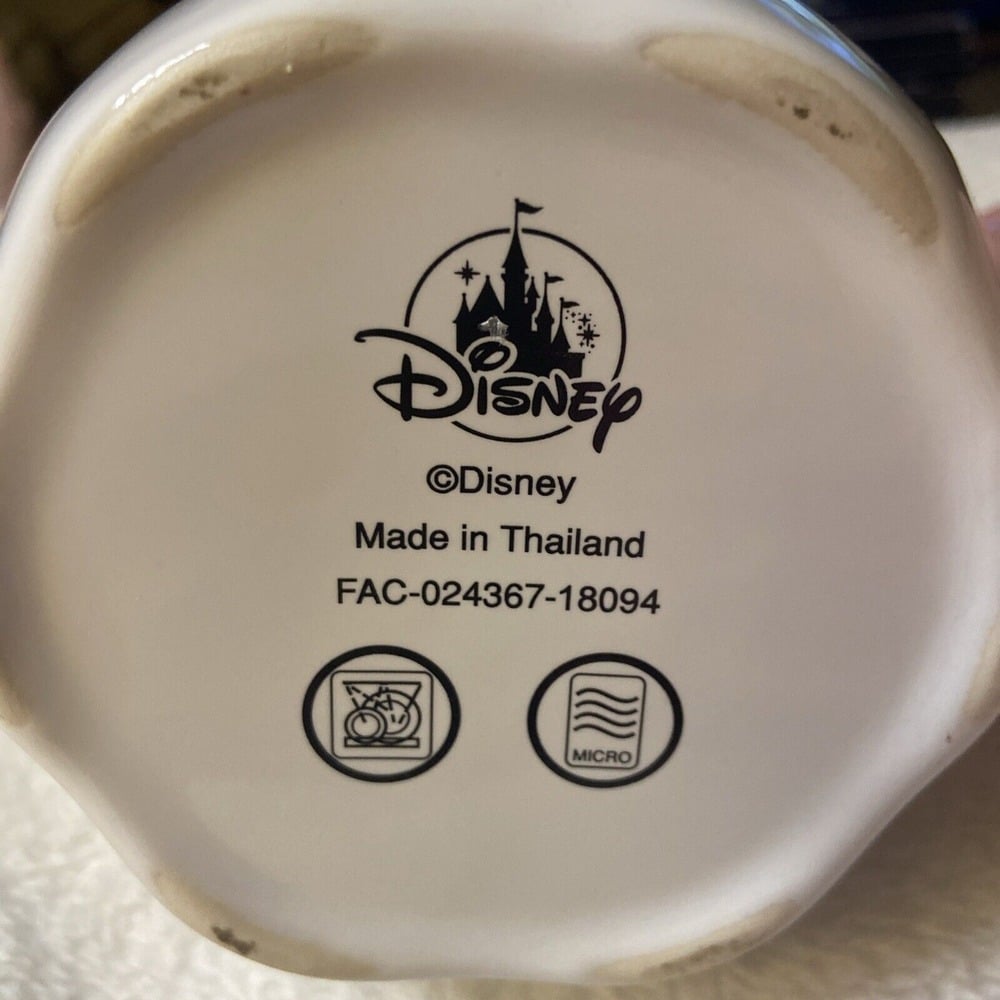 Disney
©Disney
Made in Thailand
FAC-024367-18094
MICRO